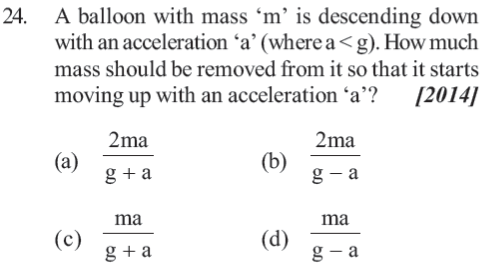 24. A balloon with mass ‘m’ is descending down
with an acceleration ‘a’ (where a < g). How much
mass should be removed from it so that it starts
moving up with an acceleration ‘a’? [2014]
(a) 2ma / g + a (b) 2ma / g – a
(c) ma / g + a (d) ma / g – a